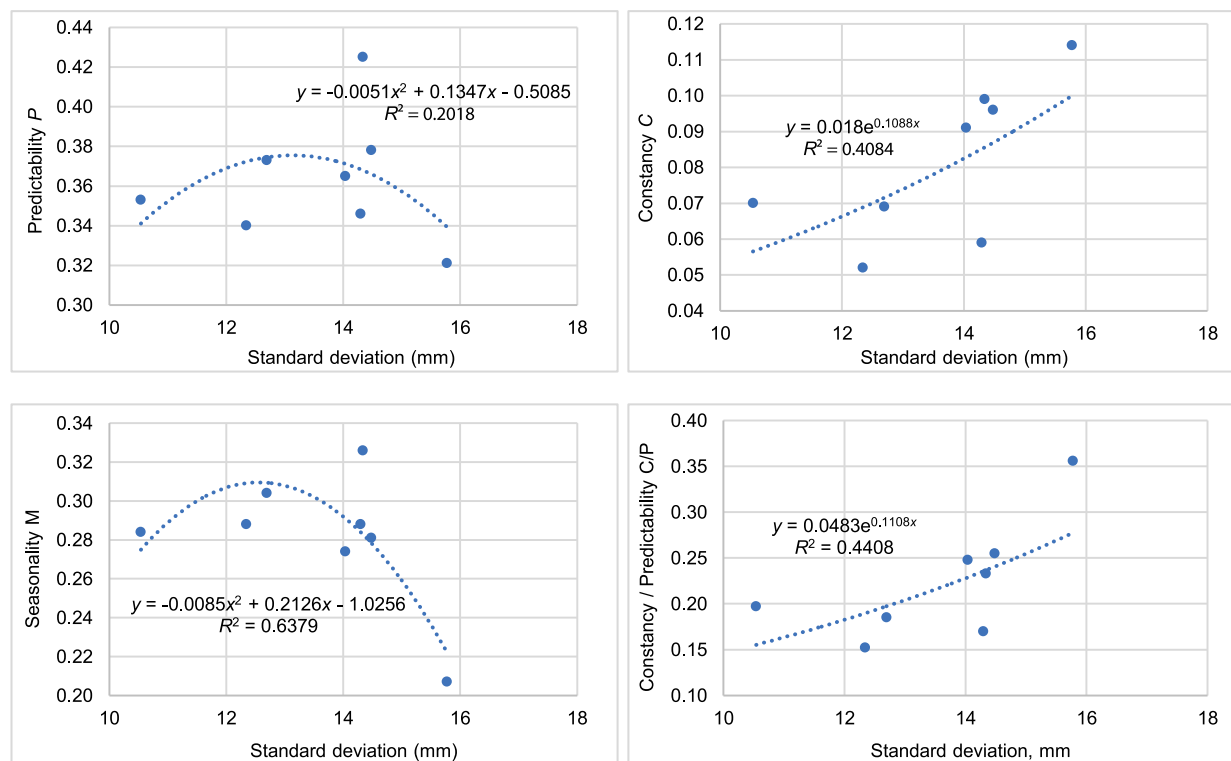 0.44
0.42
0.40
0.38
0.36
0.34
0.32
0.30
Predictability P
y = -0.0051x² + 0.1347x - 0.5085
R² = 0.2018
10 12 14 16 18
Standard deviation (mm)
0.12
0.11
0.10
0.09
0.08
0.07
0.06
0.05
0.04
Constancy C
y = 0.018e^0.1088x
R² = 0.4084
10 12 14 16 18
Standard deviation (mm)
0.34
0.32
0.30
0.28
0.26
0.24
0.22
0.20
Seasonality M
y = -0.0085x² + 0.2126x - 1.0256
R² = 0.6379
10 12 14 16 18
Standard deviation (mm)
0.40
0.35
0.30
0.25
0.20
0.15
0.10
Constancy / Predictability C/P
y = 0.0483e^0.1108x
R² = 0.4408
10 12 14 16 18
Standard deviation, mm